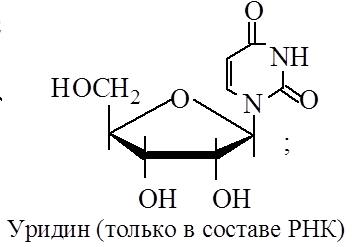 O
NH
HOCH₂ O N O
;
OH OH
Уридин (только в составе РНК)